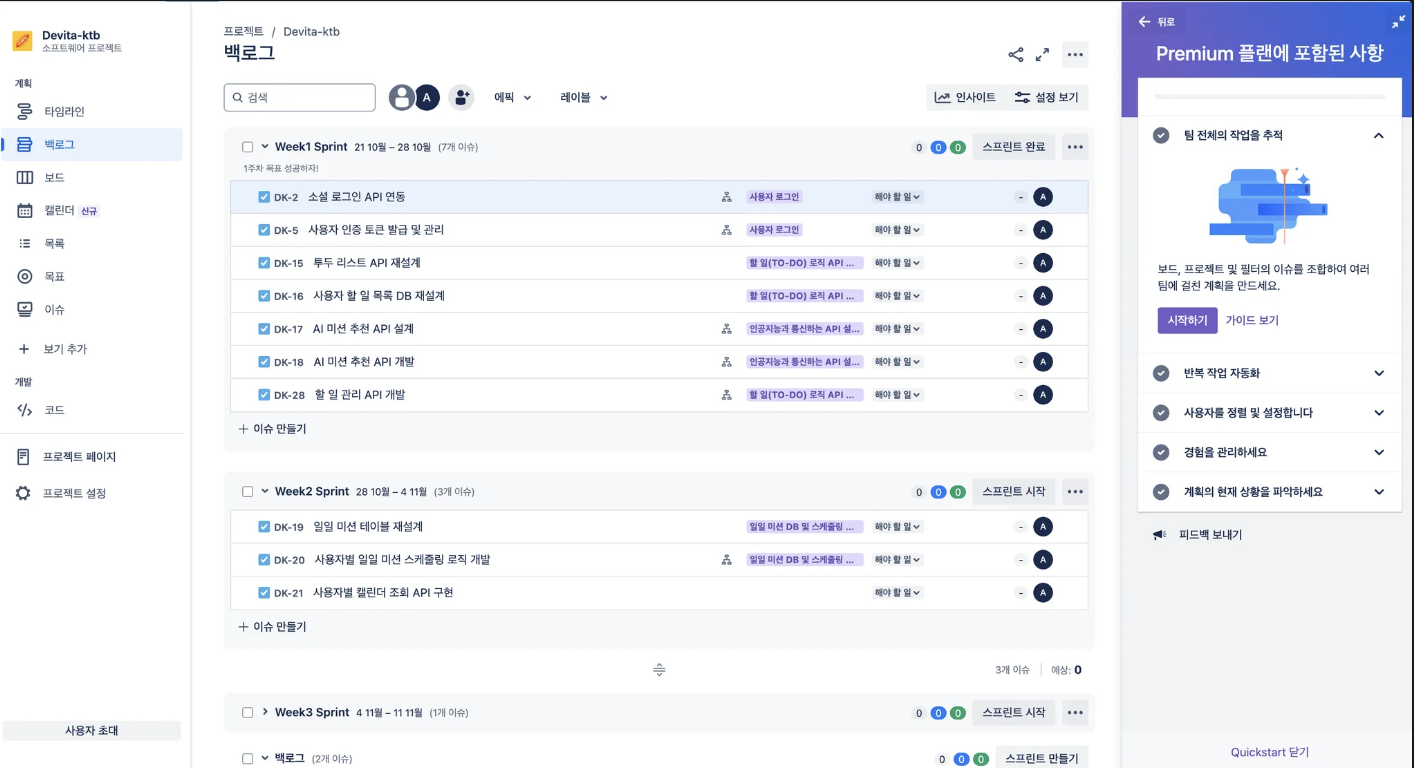 Devita-ktb
소프트웨어 프로젝트
계획
타임라인
백로그
보드
캘린더 신규
목록
목표
이슈
보기 추가
개발
코드
프로젝트 페이지
프로젝트 설정
사용자 초대
프로젝트 / Devita-ktb
백로그
검색
A
에픽
레이블
인사이트
설정 보기
Week1 Sprint 21 10월 – 28 10월 (7개 이슈) 0 0 0 스프린트 완료
1주차 목표 성공하자!
DK-2 소셜 로그인 API 연동 사용자 로그인 해야 할 일 - A
DK-5 사용자 인증 토큰 발급 및 관리 사용자 로그인 해야 할 일 - A
DK-15 투두 리스트 API 재설계 할 일(TO-DO) 로직 API ... 해야 할 일 - A
DK-16 사용자 할 일 목록 DB 재설계 할 일(TO-DO) 로직 API ... 해야 할 일 - A
DK-17 AI 미션 추천 API 설계 인공지능과 통신하는 API 설... 해야 할 일 - A
DK-18 AI 미션 추천 API 개발 인공지능과 통신하는 API 설... 해야 할 일 - A
DK-28 할 일 관리 API 개발 할 일(TO-DO) 로직 API ... 해야 할 일 - A
+ 이슈 만들기
Week2 Sprint 28 10월 – 4 11월 (3개 이슈) 0 0 0 스프린트 시작
DK-19 일일 미션 테이블 재설계 일일 미션 DB 및 스케줄링 ... 해야 할 일 - A
DK-20 사용자별 일일 미션 스케줄링 로직 개발 일일 미션 DB 및 스케줄링 ... 해야 할 일 - A
DK-21 사용자별 캘린더 조회 API 구현 해야 할 일 - A
+ 이슈 만들기
3개 이슈 예상: 0
Week3 Sprint 4 11월 – 11 11월 (1개 이슈) 0 0 0 스프린트 시작
백로그 (2개 이슈) 0 0 0 스프린트 만들기
뒤로
Premium 플랜에 포함된 사항
팀 전체의 작업을 추적
보드, 프로젝트 및 필터의 이슈를 조합하여 여러
팀에 걸친 계획을 만드세요.
시작하기 가이드 보기
반복 작업 자동화
사용자를 정렬 및 설정합니다
경험을 관리하세요
계획의 현재 상황을 파악하세요
피드백 보내기
Quickstart 닫기